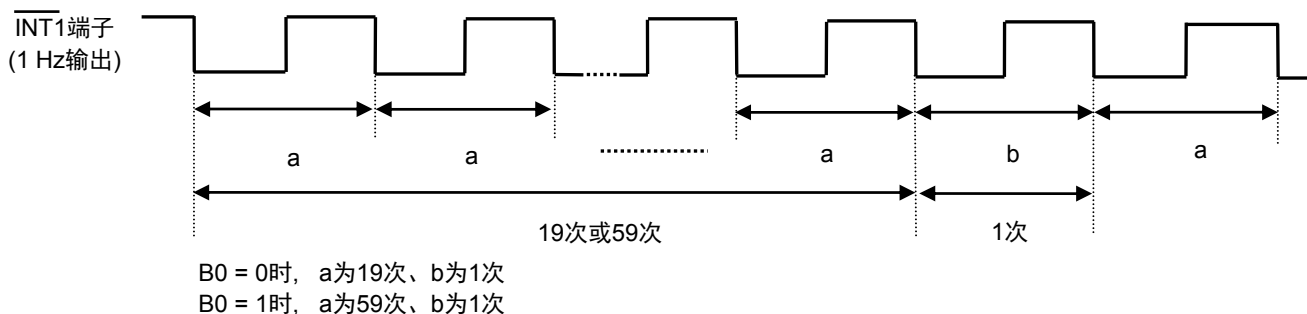 INT1端子
(1 Hz输出)
a
a
a
b
a
19次或59次
1次
B0 = 0时, a为19次、b为1次
B0 = 1时, a为59次、b为1次